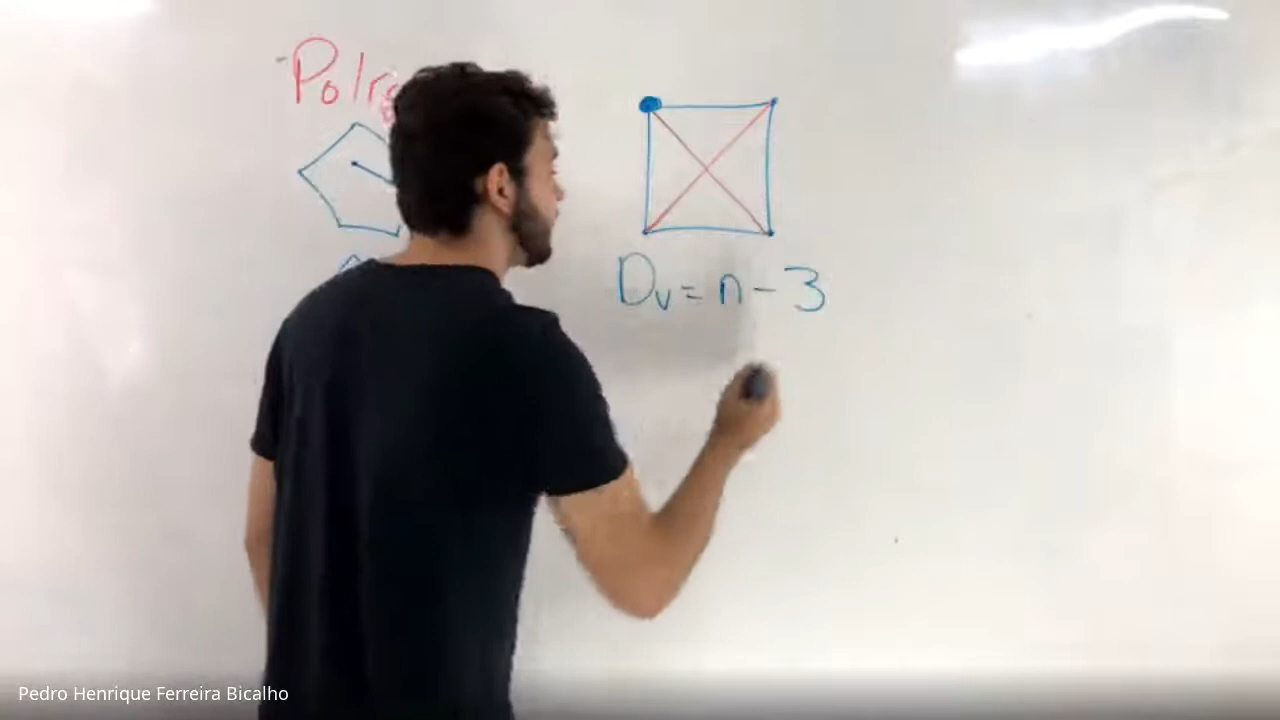 Dv = n - 3
Pedro Henrique Ferreira Bicalho